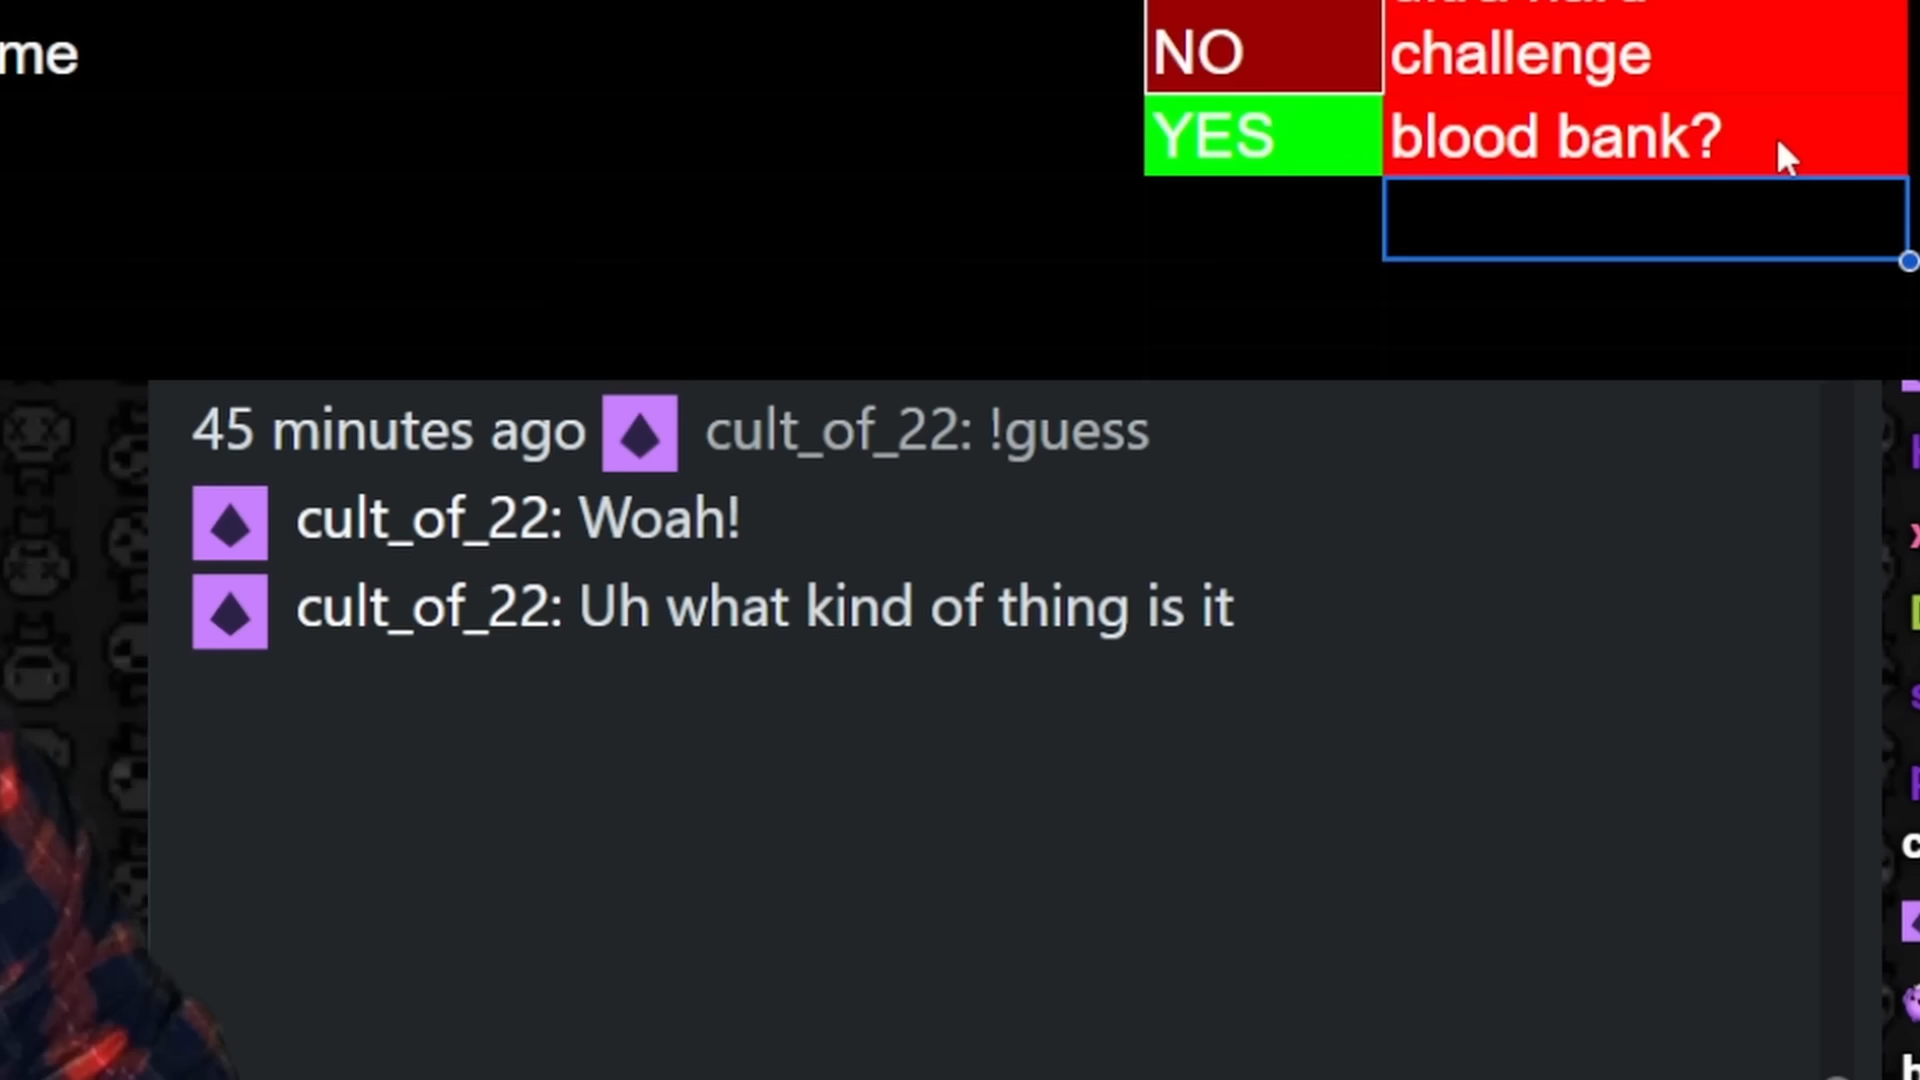 me
NO
challenge
YES
blood bank?
45 minutes ago cult_of_22: !guess
cult_of_22: Woah!
cult_of_22: Uh what kind of thing is it